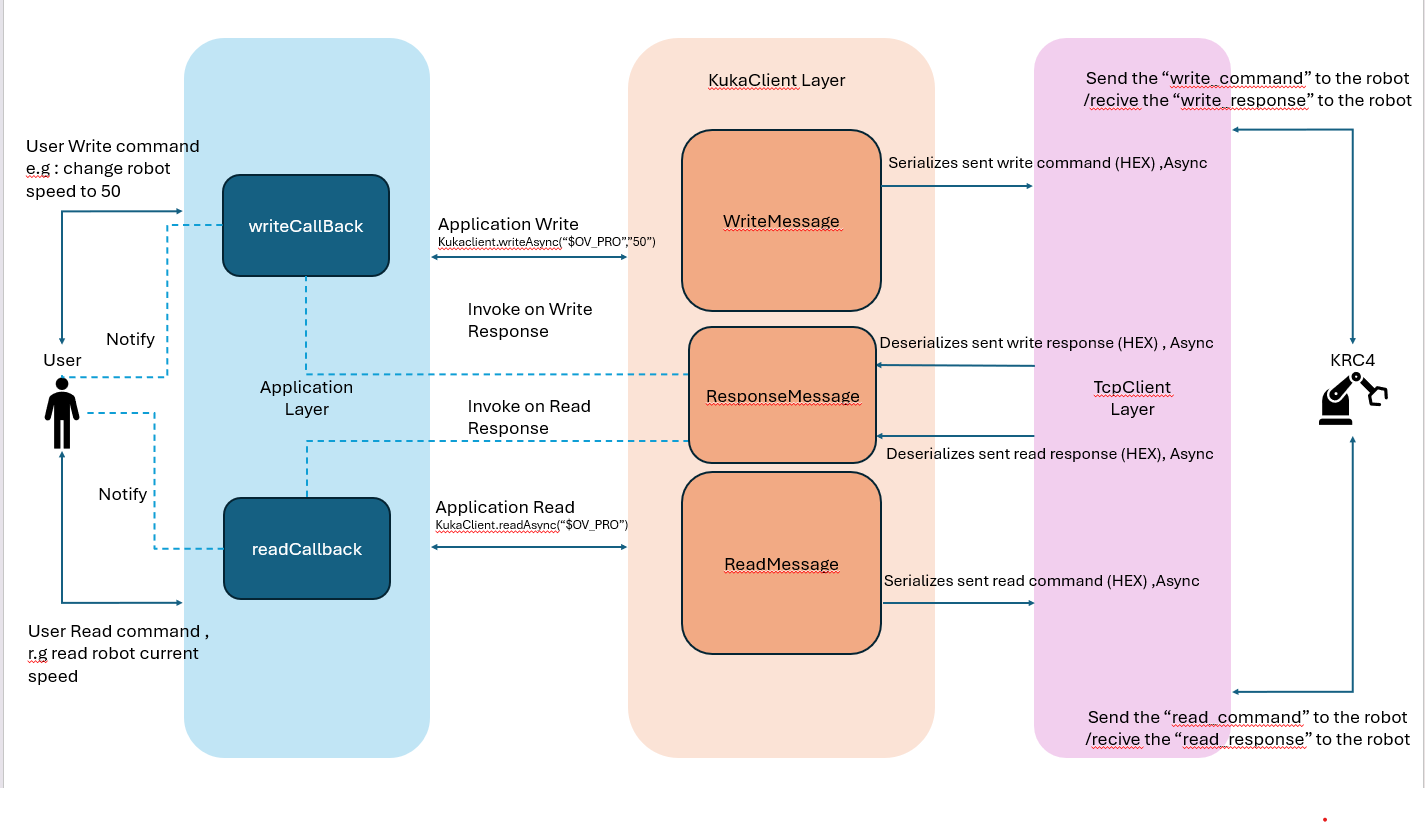 KukaClient Layer
Send the “write_command” to the robot
/recive the “write_response” to the robot
User Write command
e.g : change robot
speed to 50
Serializes sent write command (HEX) ,Async
writeCallBack
Application Write
Kukaclient.writeAsync(“$OV_PRO”,”50”)
WriteMessage
Invoke on Write
Response
Notify
User
Deserializes sent write response (HEX) , Async
KRC4
Application
Layer
Invoke on Read
Response
ResponseMessage
TcpClient
Layer
Deserializes sent read response (HEX), Async
Notify
Application Read
KukaClient.readAsync(“$OV_PRO”)
readCallback
ReadMessage
Serializes sent read command (HEX) ,Async
User Read command ,
r.g read robot current
speed
Send the “read_command” to the robot
/recive the “read_response” to the robot